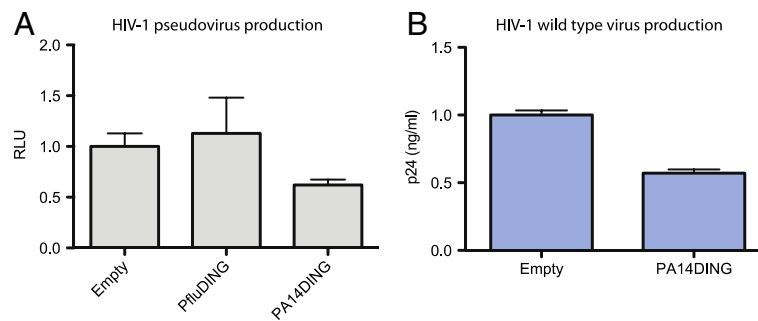 A
HIV-1 pseudovirus production
2.0
1.5
1.0
0.5
0.0
RLU
Empty
PfluDING
PA14DING
B
HIV-1 wild type virus production
1.5
1.0
0.5
0.0
p24 (ng/ml)
Empty
PA14DING